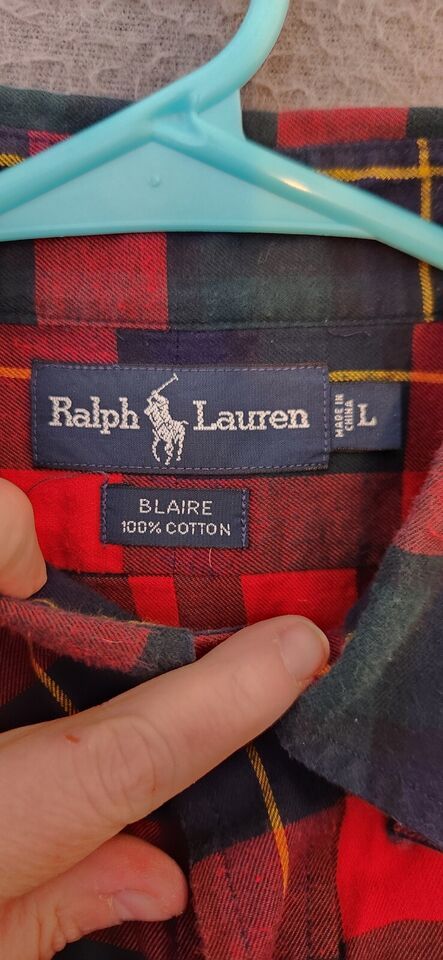 Ralph Lauren
MADE IN
CHINA
L
BLAIRE
100% COTTON